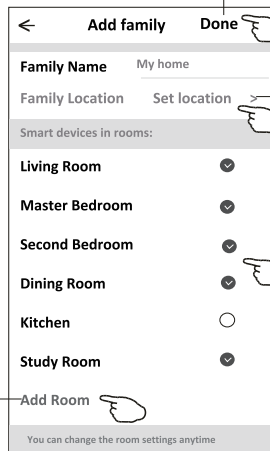 Add family Done
Family Name My home
Family Location Set location >
Smart devices in rooms:
Living Room
Master Bedroom
Second Bedroom
Dining Room
Kitchen
Study Room
Add Room
You can change the room settings anytime